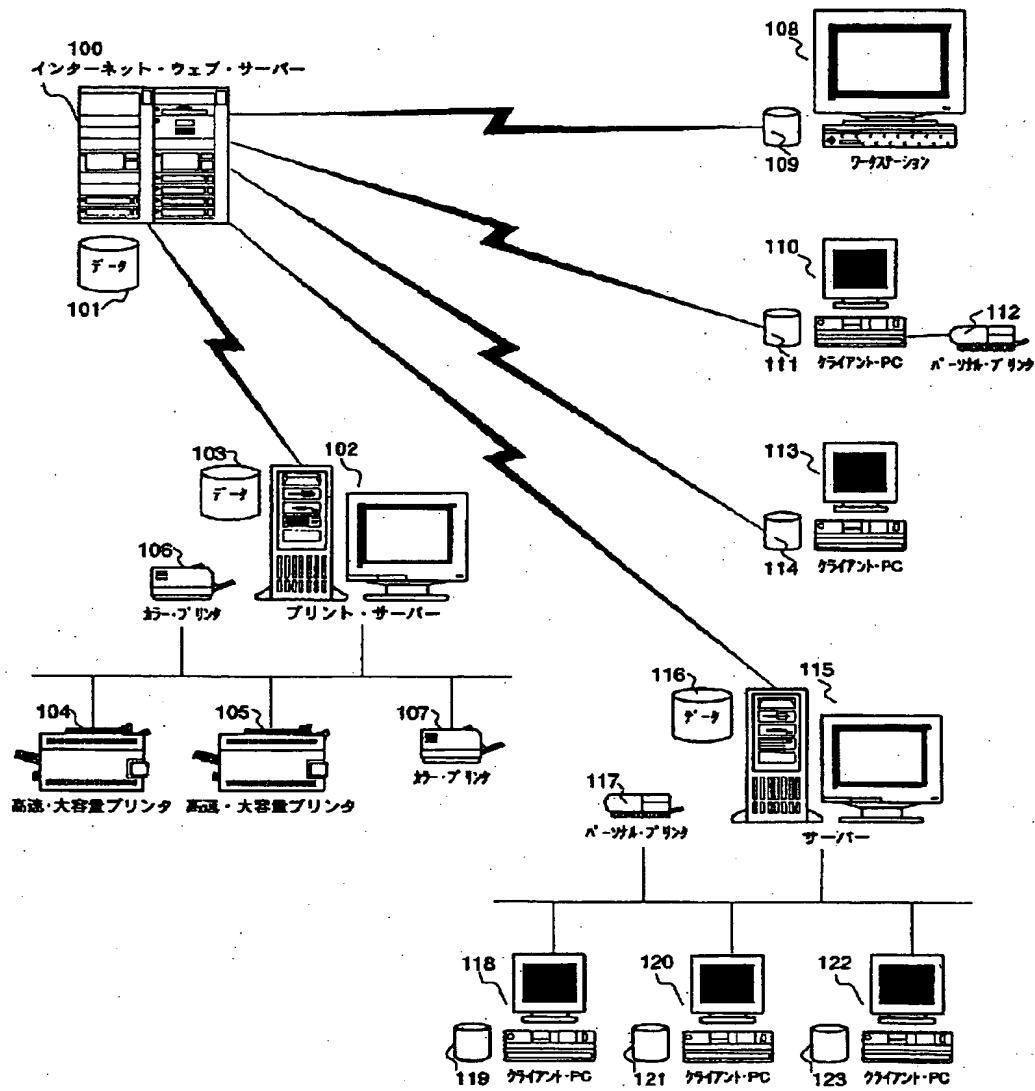 100
インターネット・ウェブ・サーバー
データ
101
108
109
ワークステーション
110
111
クライアント・PC
112
パーソナル・プリンタ
113
114
クライアント・PC
103
データ
102
プリント・サーバー
106
カラー・プリンタ
104
高速・大容量プリンタ
105
高速・大容量プリンタ
107
カラー・プリンタ
116
データ
115
サーバー
117
パーソナル・プリンタ
118
119
クライアント・PC
120
121
クライアント・PC
122
123
クライアント・PC